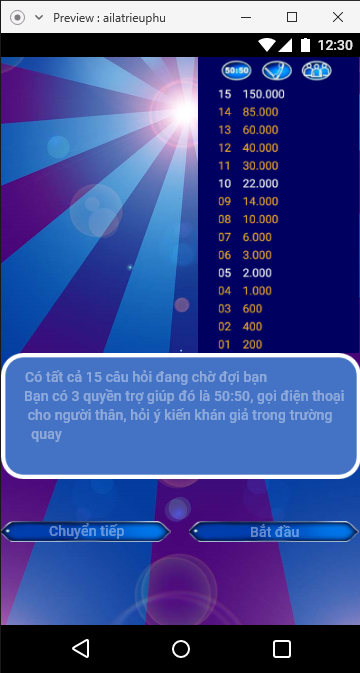 Preview : ailatrieuphu
12:30
50:50
15 150.000
14 85.000
13 60.000
12 40.000
11 30.000
10 22.000
09 14.000
08 10.000
07 6.000
06 3.000
05 2.000
04 1.000
03 600
02 400
01 200
Có tất cả 15 câu hỏi đang chờ đợi bạn
Bạn có 3 quyền trợ giúp đó là 50:50, gọi điện thoại
cho người thân, hỏi ý kiến khán giả trong trường
quay
Chuyển tiếp
Bắt đầu